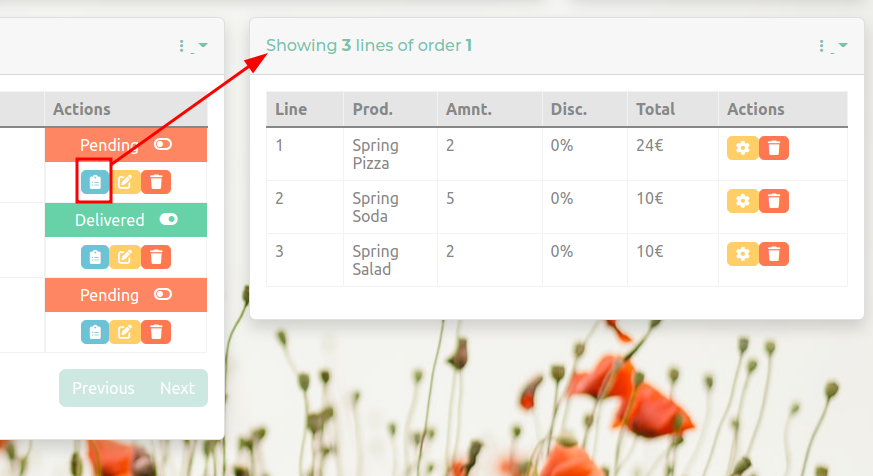 Actions
Pending
Delivered
Pending
Previous Next
Showing 3 lines of order 1
Line Prod. Amnt. Disc. Total Actions
1 Spring Pizza 2 0% 24€
2 Spring Soda 5 0% 10€
3 Spring Salad 2 0% 10€